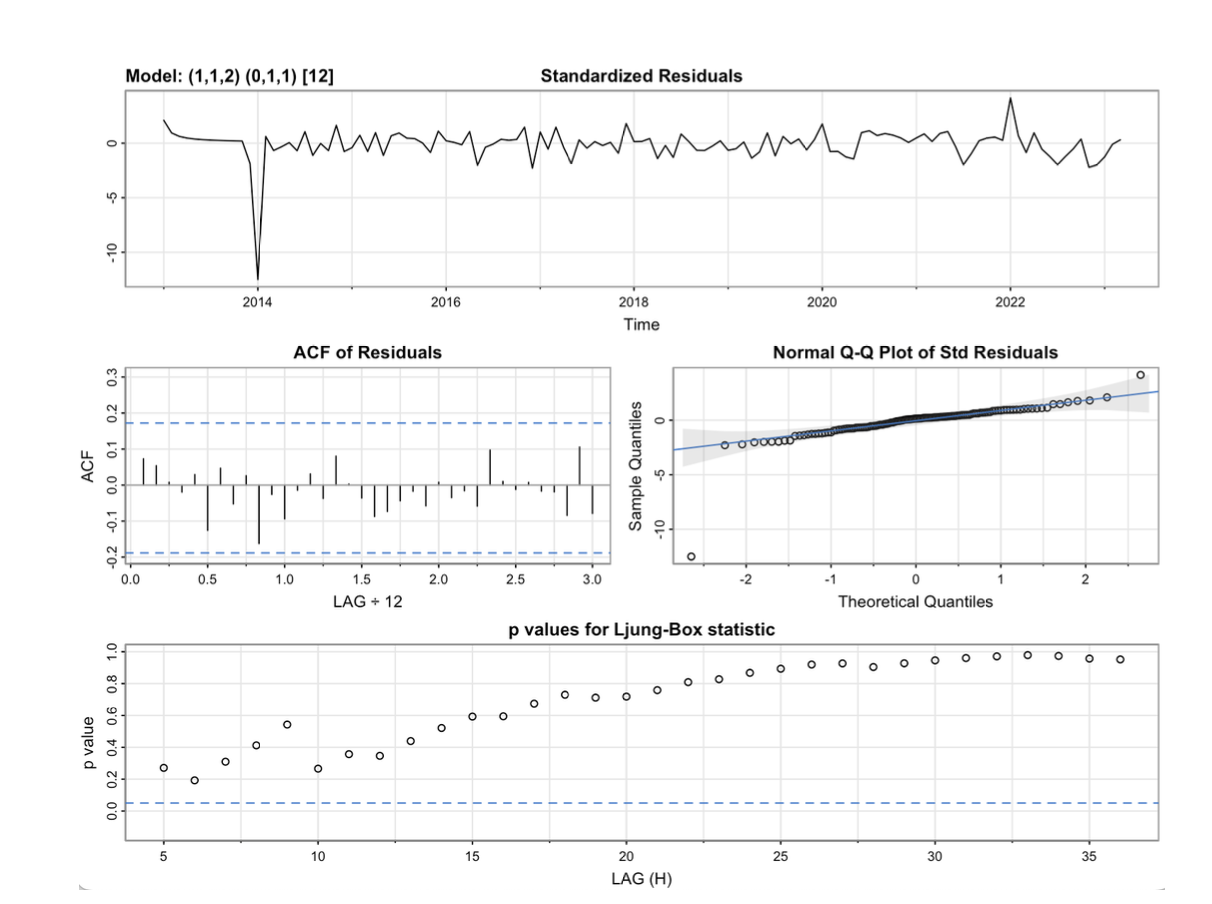 Model: (1,1,2) (0,1,1) [12]
Standardized Residuals
0
-5
-10
2014 2016 2018 2020 2022
Time
ACF of Residuals
ACF
0.3
0.2
0.1
0.0
-0.1
-0.2
0.0 0.5 1.0 1.5 2.0 2.5 3.0
LAG ÷ 12
Normal Q-Q Plot of Std Residuals
Sample Quantiles
0
-5
-10
-2 -1 0 1 2
Theoretical Quantiles
p values for Ljung-Box statistic
p value
1.0
0.8
0.6
0.4
0.2
0.0
5 10 15 20 25 30 35
LAG (H)